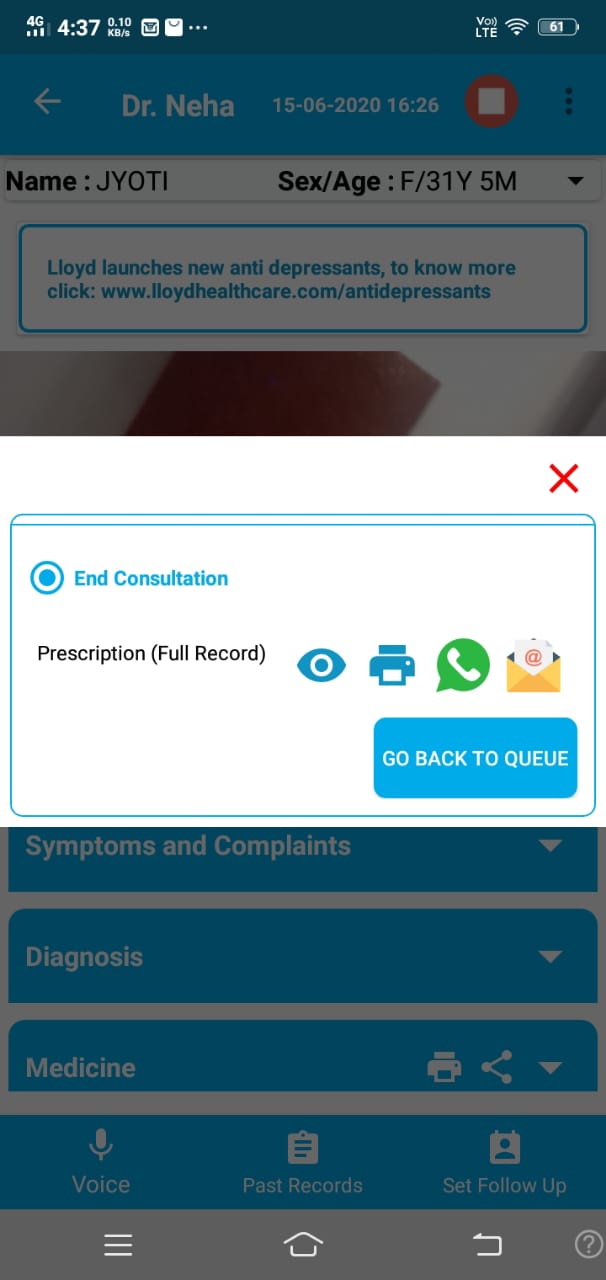 4G 4:37 0.10 KB/s Vo)) LTE 61
Dr. Neha 15-06-2020 16:26
Name : JYOTI Sex/Age : F/31Y 5M
Lloyd launches new anti depressants, to know more
click: www.lloydhealthcare.com/antidepressants
End Consultation
Prescription (Full Record) @
GO BACK TO QUEUE
Symptoms and Complaints
Diagnosis
Medicine
Voice Past Records Set Follow Up
?